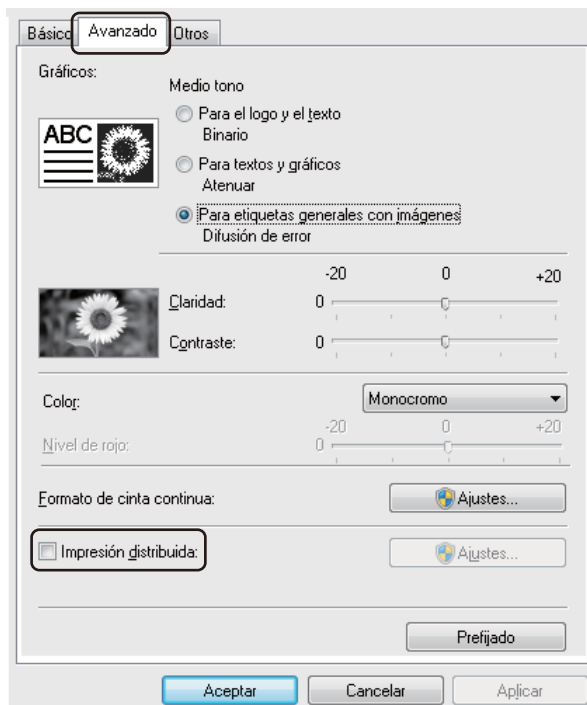 Básico Avanzado Otros
Gráficos:
Medio tono
Para el logo y el texto
Binario
Para textos y gráficos
Atenuar
Para etiquetas generales con imágenes
Difusión de error
ABC
-20 0 +20
Claridad: 0
Contraste: 0
Color: Monocromo
-20 0 +20
Nivel de rojo: 0
Formato de cinta continua: Ajustes...
Impresión distribuida: Ajustes...
Prefijado
Aceptar Cancelar Aplicar